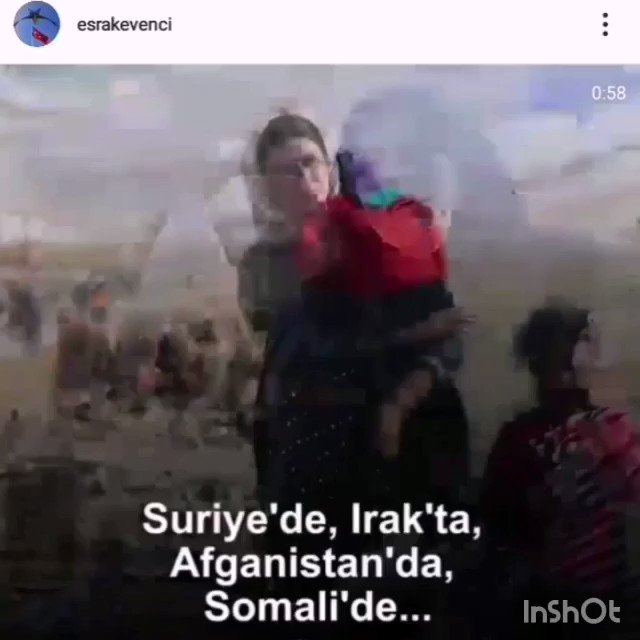 esrakevenci
0:58
Suriye'de, Irak'ta,
Afganistan'da,
Somali'de...
InShOt